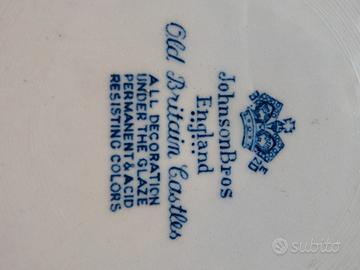 JohnsonBros
England
Old Britain Castles
ALL DECORATION
UNDER THE GLAZE
PERMANENT & ACID
RESISTING COLORS
subito